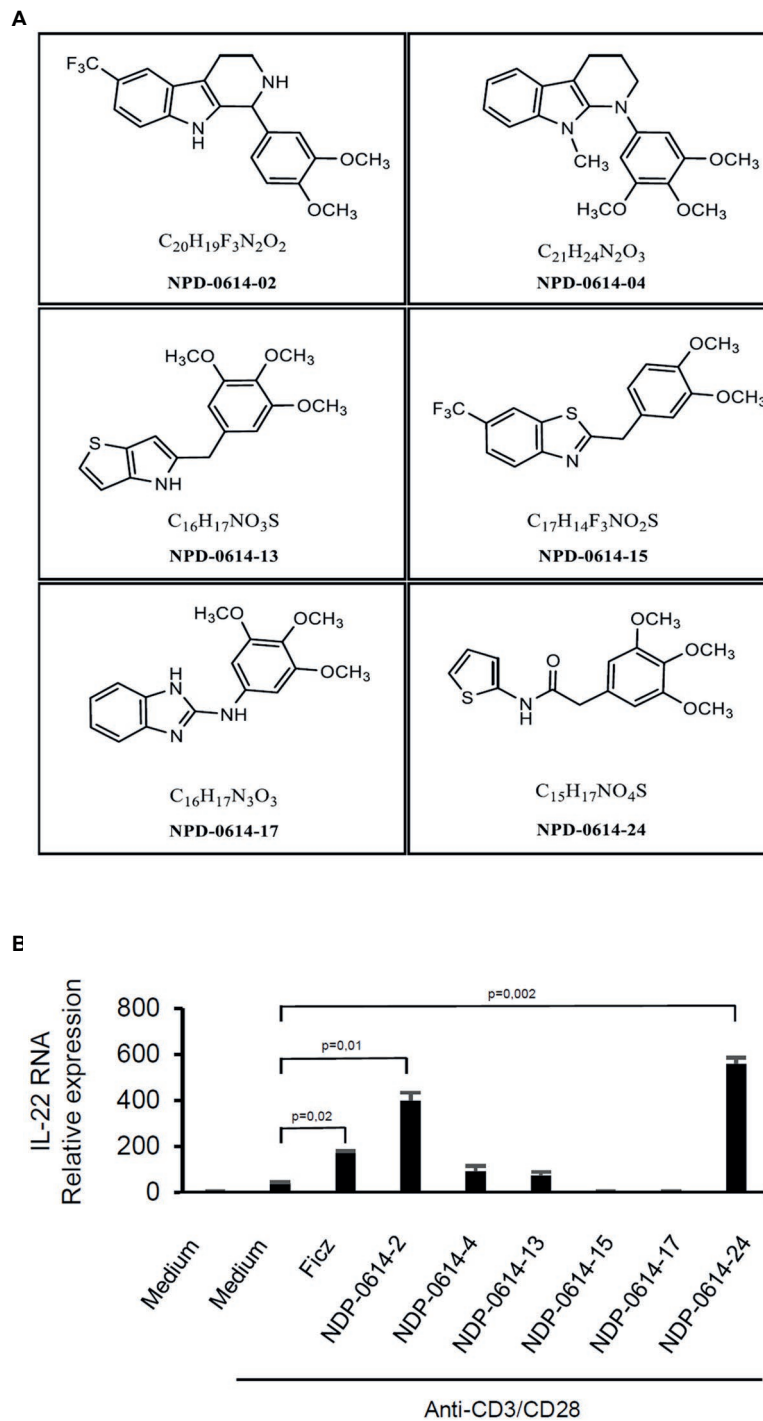 A
F₃C
NH
N
H
OCH₃
OCH₃
C₂₀H₁₉F₃N₂O₂
NPD-0614-02
N
N
CH₃
OCH₃
H₃CO
OCH₃
C₂₁H₂₄N₂O₃
NPD-0614-04
H₃CO
OCH₃
OCH₃
S
NH
C₁₆H₁₇NO₃S
NPD-0614-13
OCH₃
OCH₃
F₃C
S
N
C₁₇H₁₄F₃NO₂S
NPD-0614-15
H₃CO
OCH₃
OCH₃
H
N
N
NH
C₁₆H₁₇N₃O₃
NPD-0614-17
OCH₃
OCH₃
OCH₃
O
S
NH
C₁₅H₁₇NO₄S
NPD-0614-24
B
IL-22 RNA
Relative expression
800
600
400
200
0
p=0,002
p=0,01
p=0,02
Medium
Medium
Ficz
NDP-0614-2
NDP-0614-4
NDP-0614-13
NDP-0614-15
NDP-0614-17
NDP-0614-24
Anti-CD3/CD28